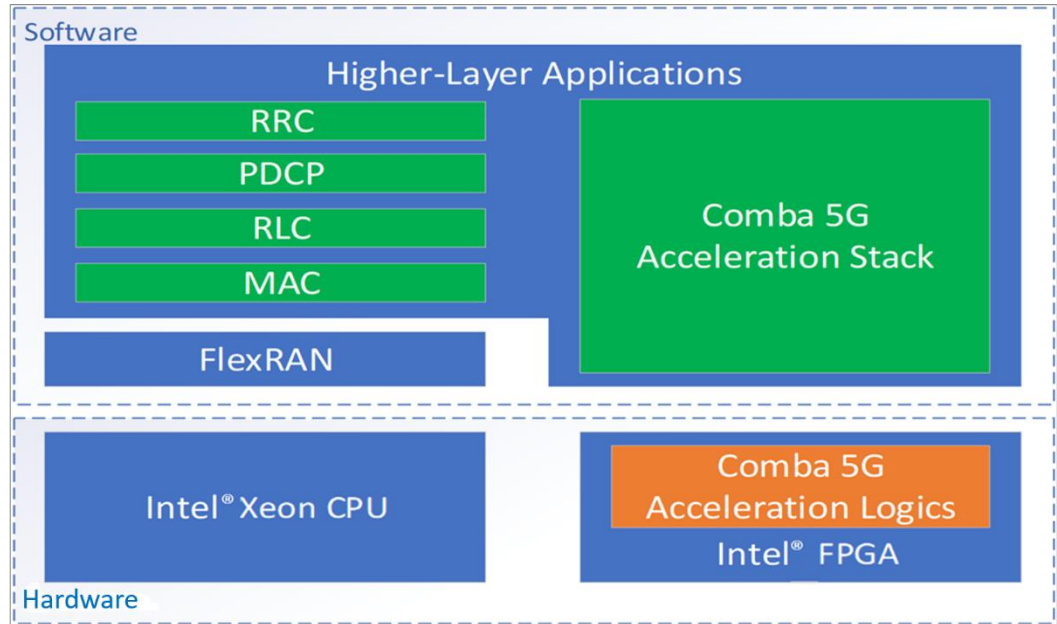 Software
Higher-Layer Applications
RRC
PDCP
RLC
MAC
Comba 5G
Acceleration Stack
FlexRAN
Intel® Xeon CPU
Comba 5G
Acceleration Logics
Intel® FPGA
Hardware